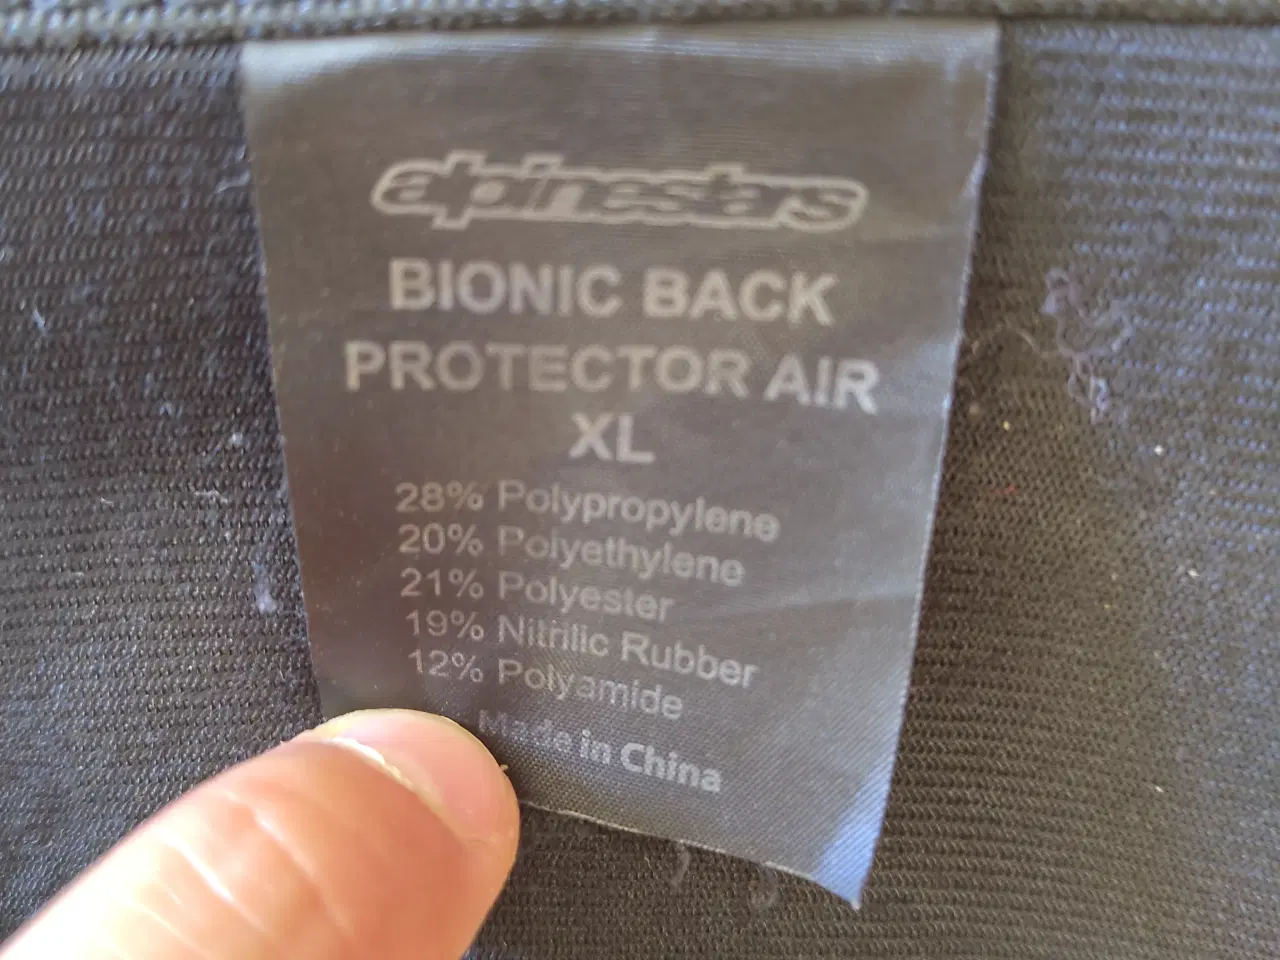 alpinestars
BIONIC BACK
PROTECTOR AIR
XL
28% Polypropylene
20% Polyethylene
21% Polyester
19% Nitrilic Rubber
12% Polyamide
Made in China